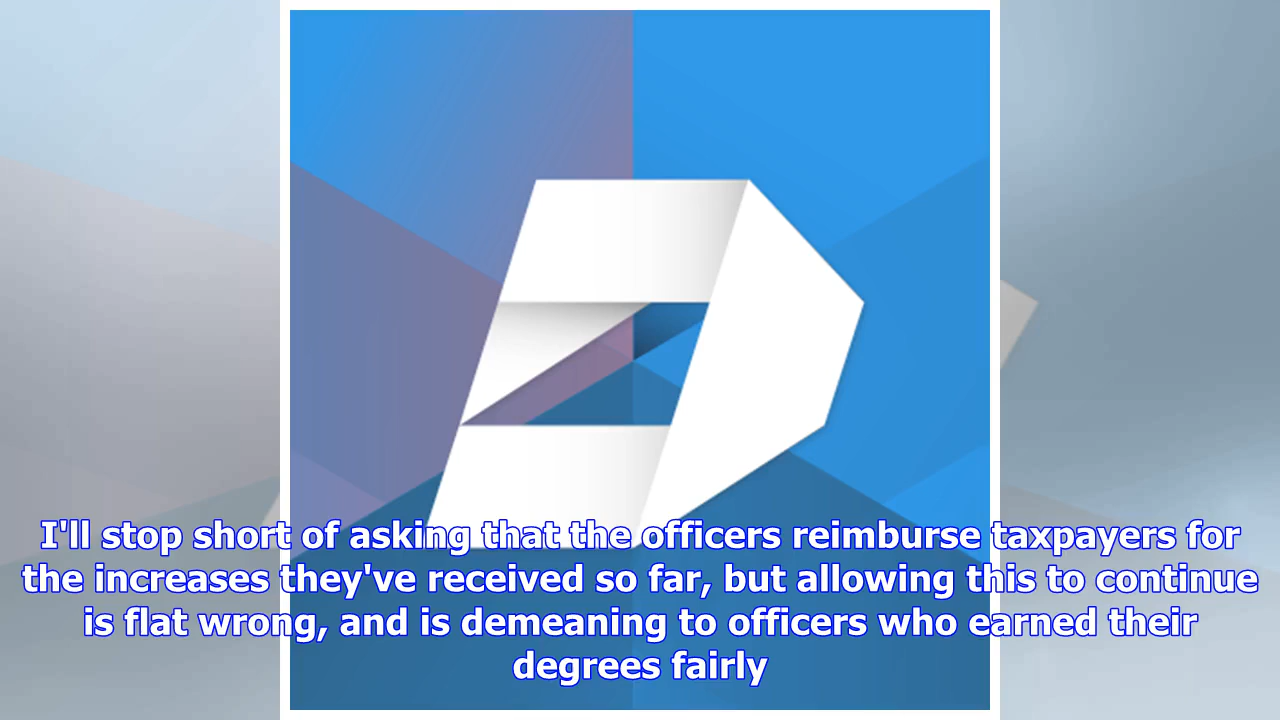 I'll stop short of asking that the officers reimburse taxpayers for
the increases they've received so far, but allowing this to continue
is flat wrong, and is demeaning to officers who earned their
degrees fairly